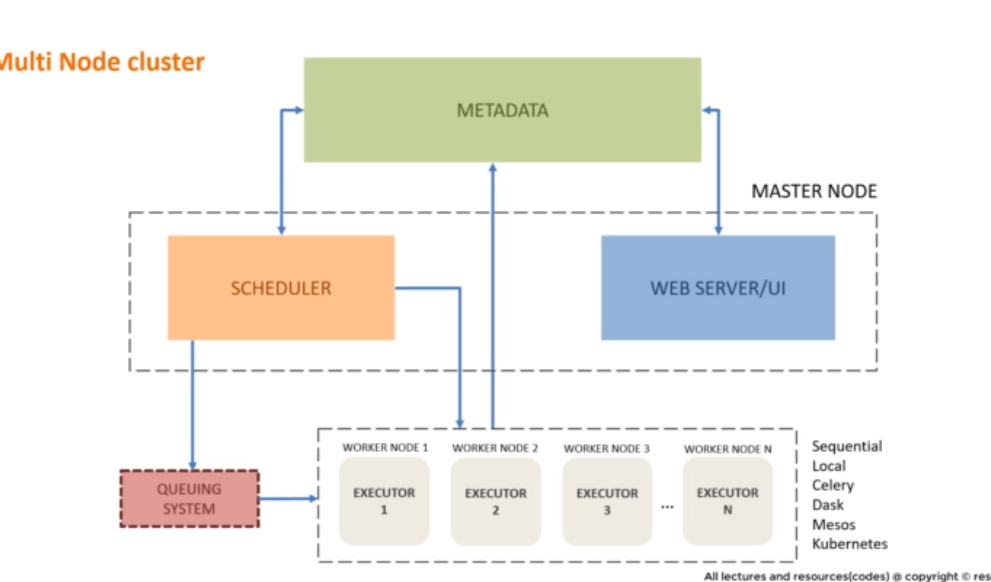 Multi Node cluster
METADATA
MASTER NODE
SCHEDULER
WEB SERVER/UI
WORKER NODE 1
WORKER NODE 2
WORKER NODE 3
WORKER NODE N
EXECUTOR
1
EXECUTOR
2
EXECUTOR
3
...
EXECUTOR
N
QUEUING
SYSTEM
Sequential
Local
Celery
Dask
Mesos
Kubernetes
All lectures and resources(codes) @ copyright © res